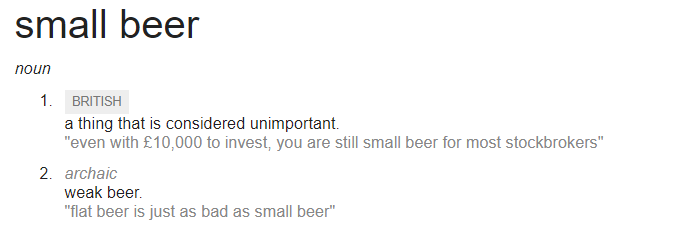 small beer
noun
1. BRITISH
a thing that is considered unimportant.
"even with £10,000 to invest, you are still small beer for most stockbrokers"
2. archaic
weak beer.
"flat beer is just as bad as small beer"